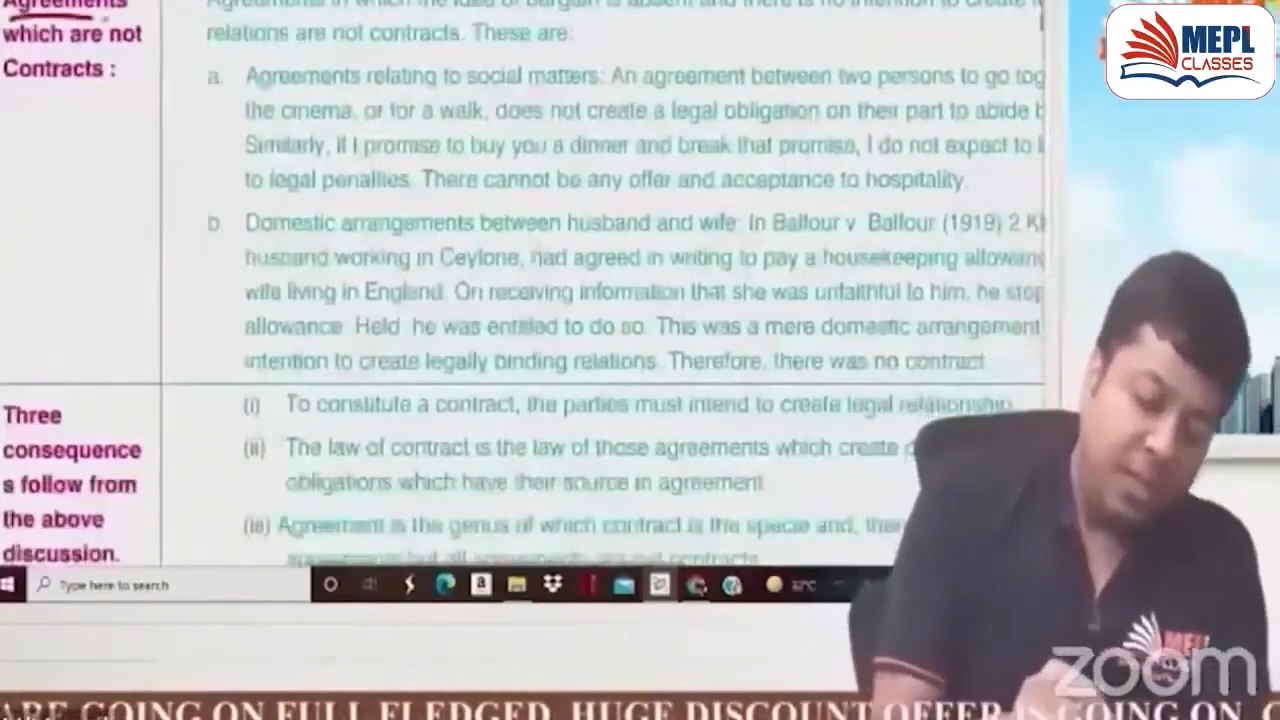 Agreements
which are not
Contracts :
relations are not contracts. These are:
a. Agreements relating to social matters: An agreement between two persons to go tog
the cinema, or for a walk, does not create a legal obligation on their part to abide b
Similarly, if I promise to buy you a dinner and break that promise, I do not expect to
to legal penalties. There cannot be any offer and acceptance to hospitality.
b. Domestic arrangements between husband and wife: In Balfour v. Balfour (1919) 2 K
husband working in Ceylone, had agreed in writing to pay a housekeeping allowanc
wife living in England. On receiving information that she was unfaithful to him, he stop
allowance. Held, he was entitled to do so. This was a mere domestic arrangement
intention to create legally binding relations. Therefore, there was no contract.
Three
consequence
s follow from
the above
discussion.
(i) To constitute a contract, the parties must intend to create legal relationship.
(ii) The law of contract is the law of those agreements which create
obligations which have their source in agreement.
(iii) Agreement is the genus of which contract is the specie and, ther
agreements but all agreements are not contracts.
Type here to search
32°C
MEPL
CLASSES
MEPL
zoom
ARE GOING ON FULL FLEDGED, HUGE DISCOUNT OFFER IS GOING ON,